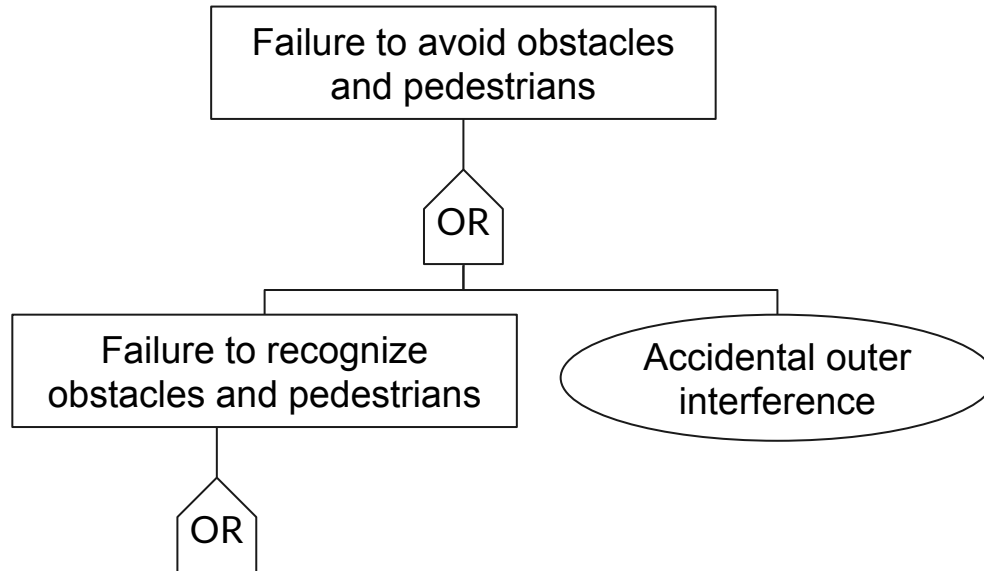 Failure to avoid obstacles
and pedestrians
OR
Failure to recognize
obstacles and pedestrians
Accidental outer
interference
OR